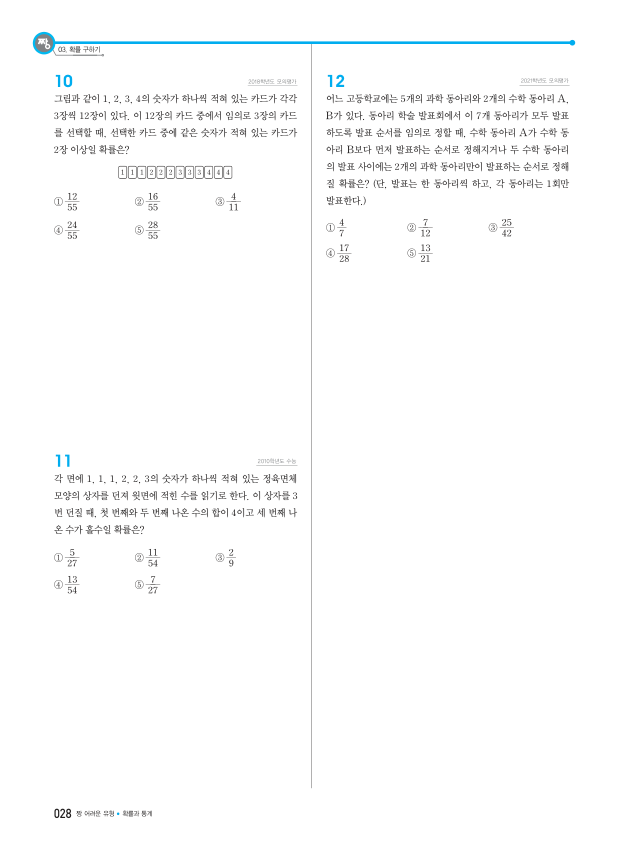 짱
03. 확률 구하기
10
2018학년도 모의평가
그림과 같이 1, 2, 3, 4의 숫자가 하나씩 적혀 있는 카드가 각각
3장씩 12장이 있다. 이 12장의 카드 중에서 임의로 3장의 카드
를 선택할 때, 선택한 카드 중에 같은 숫자가 적혀 있는 카드가
2장 이상일 확률은?
1 1 1 2 2 2 3 3 3 4 4 4
① 12/55 ② 16/55 ③ 4/11
④ 24/55 ⑤ 28/55
11
2010학년도 수능
각 면에 1, 1, 1, 2, 2, 3의 숫자가 하나씩 적혀 있는 정육면체
모양의 상자를 던져 윗면에 적힌 수를 읽기로 한다. 이 상자를 3
번 던질 때, 첫 번째와 두 번째 나온 수의 합이 4이고 세 번째 나
온 수가 홀수일 확률은?
① 5/27 ② 11/54 ③ 2/9
④ 13/54 ⑤ 7/27
12
2021학년도 모의평가
어느 고등학교에는 5개의 과학 동아리와 2개의 수학 동아리 A,
B가 있다. 동아리 학술 발표회에서 이 7개 동아리가 모두 발표
하도록 발표 순서를 임의로 정할 때, 수학 동아리 A가 수학 동
아리 B보다 먼저 발표하는 순서로 정해지거나 두 수학 동아리
의 발표 사이에는 2개의 과학 동아리만이 발표하는 순서로 정해
질 확률은? (단, 발표는 한 동아리씩 하고, 각 동아리는 1회만
발표한다.)
① 4/7 ② 7/12 ③ 25/42
④ 17/28 ⑤ 13/21
028 짱 어려운 유형 • 확률과 통계